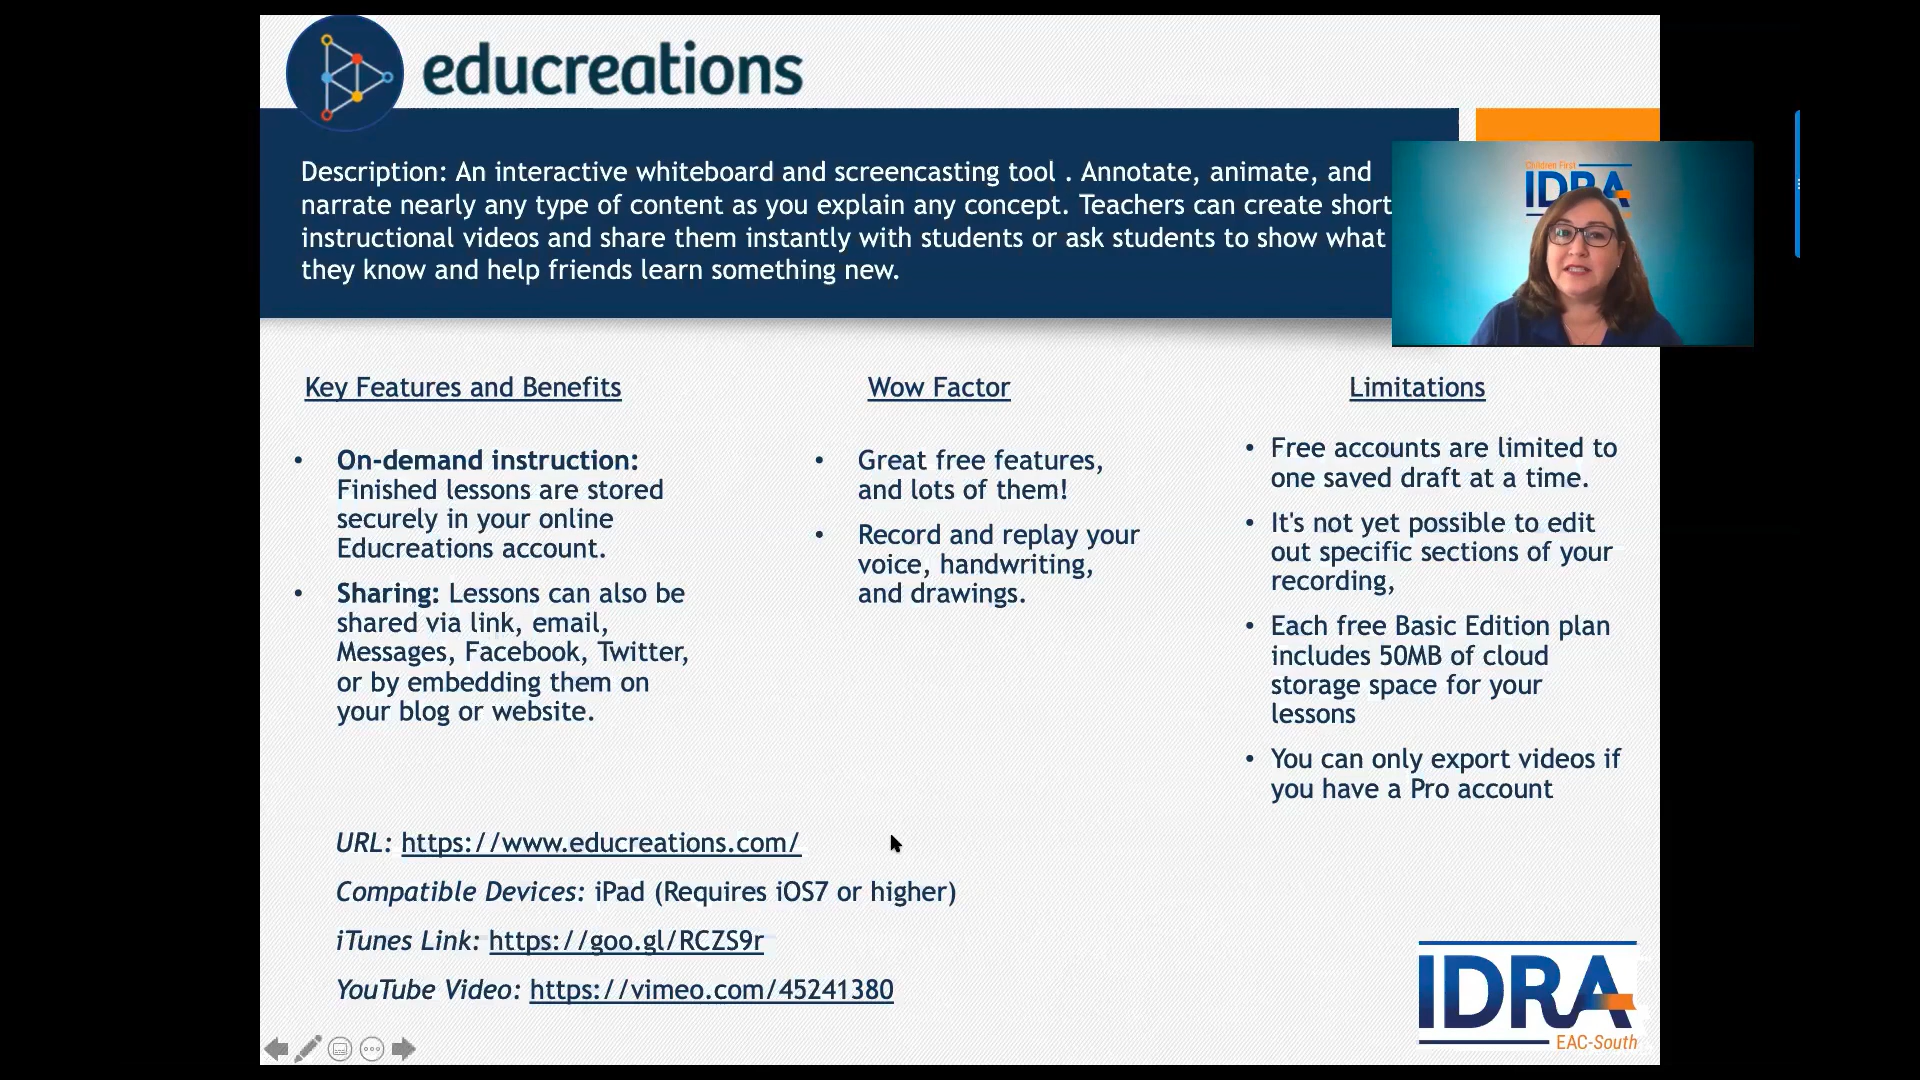 educreations
Description: An interactive whiteboard and screencasting tool . Annotate, animate, and
narrate nearly any type of content as you explain any concept. Teachers can create short
instructional videos and share them instantly with students or ask students to show what
they know and help friends learn something new.
Children First
IDRA
Key Features and Benefits
• On-demand instruction:
Finished lessons are stored
securely in your online
Educreations account.
• Sharing: Lessons can also be
shared via link, email,
Messages, Facebook, Twitter,
or by embedding them on
your blog or website.
Wow Factor
• Great free features,
and lots of them!
• Record and replay your
voice, handwriting,
and drawings.
Limitations
• Free accounts are limited to
one saved draft at a time.
• It's not yet possible to edit
out specific sections of your
recording,
• Each free Basic Edition plan
includes 50MB of cloud
storage space for your
lessons
• You can only export videos if
you have a Pro account
URL: https://www.educreations.com/
Compatible Devices: iPad (Requires iOS7 or higher)
iTunes Link: https://goo.gl/RCZS9r
YouTube Video: https://vimeo.com/45241380
IDRA
EAC-South